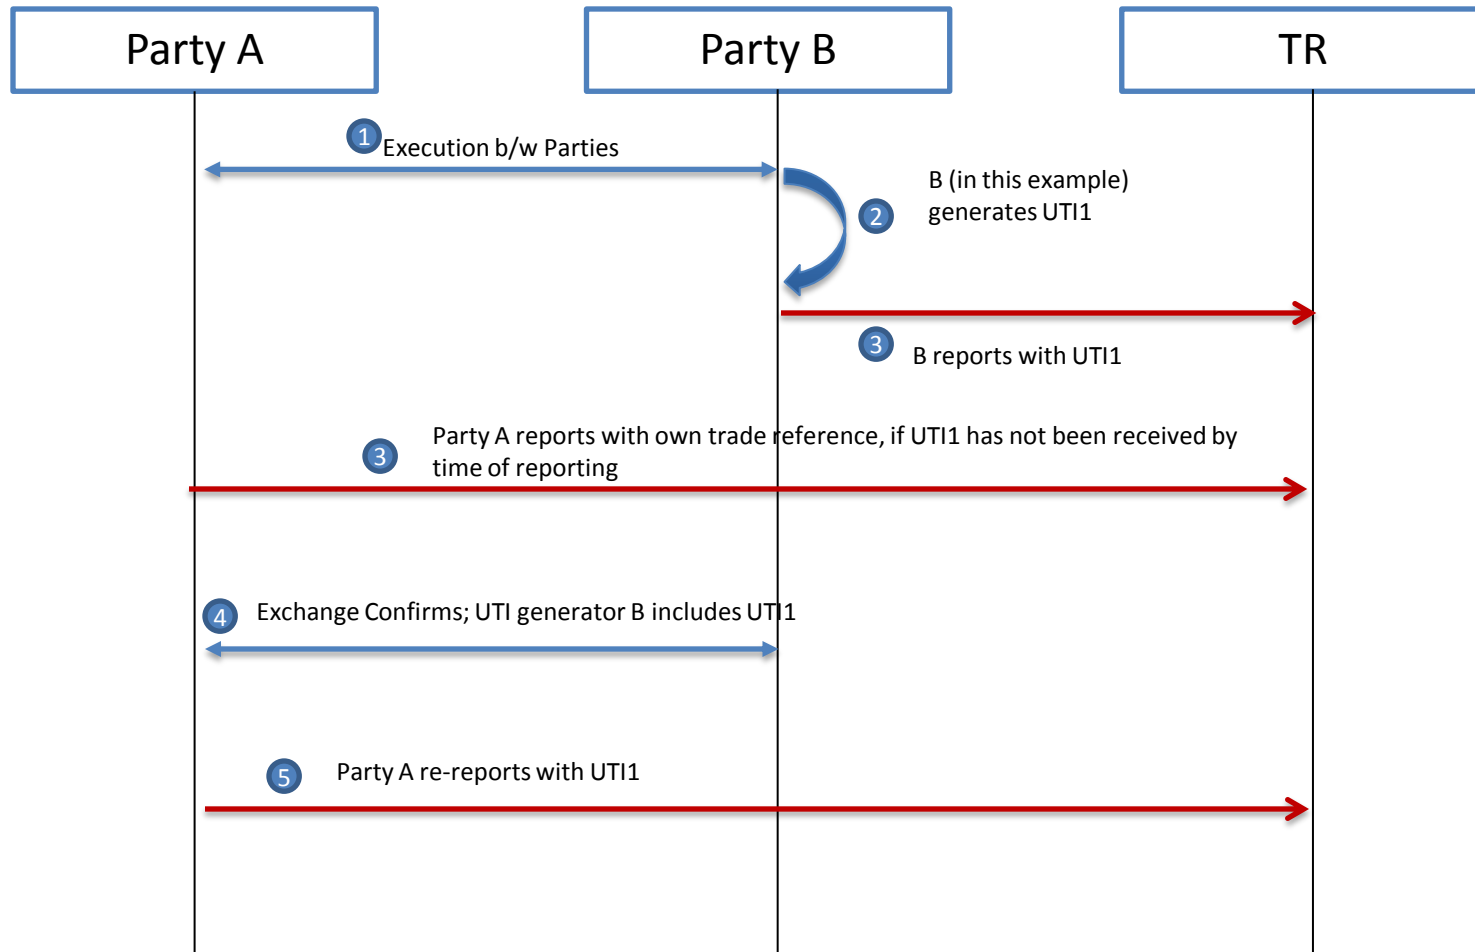 Party A
Party B
TR
1
Execution b/w Parties
B (in this example)
generates UTI1
2
3
B reports with UTI1
Party A reports with own trade reference, if UTI1 has not been received by
time of reporting
3
4
Exchange Confirms; UTI generator B includes UTI1
5
Party A re-reports with UTI1